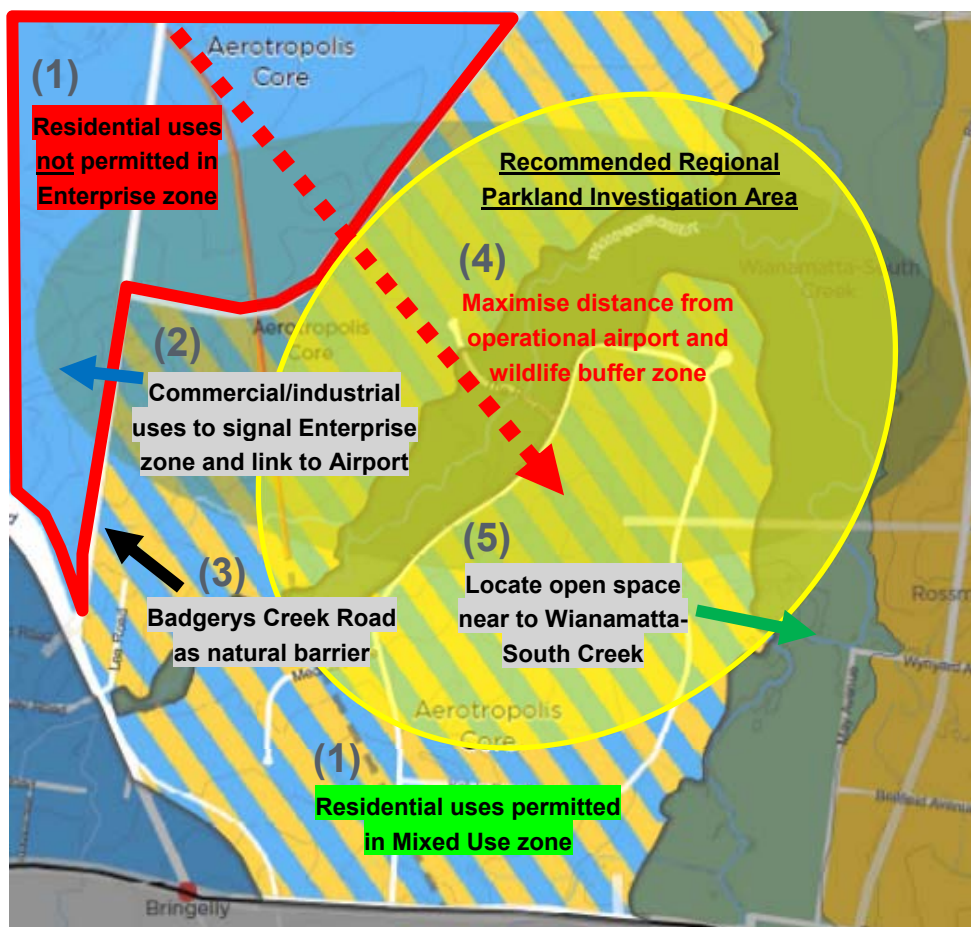 Aerotropolis
Core
(1)
Residential uses
not permitted in
Enterprise zone
Recommended Regional
Parkland Investigation Area
(4)
Maximise distance from
operational airport and
wildlife buffer zone
Wianamatta-South
Creek
Aerotropolis
Core
(2)
Commercial/industrial
uses to signal Enterprise
zone and link to Airport
(3)
Badgerys Creek Road
as natural barrier
(5)
Locate open space
near to Wianamatta-
South Creek
Road
Aerotropolis
Core
(1)
Residential uses permitted
in Mixed Use zone
Bringelly